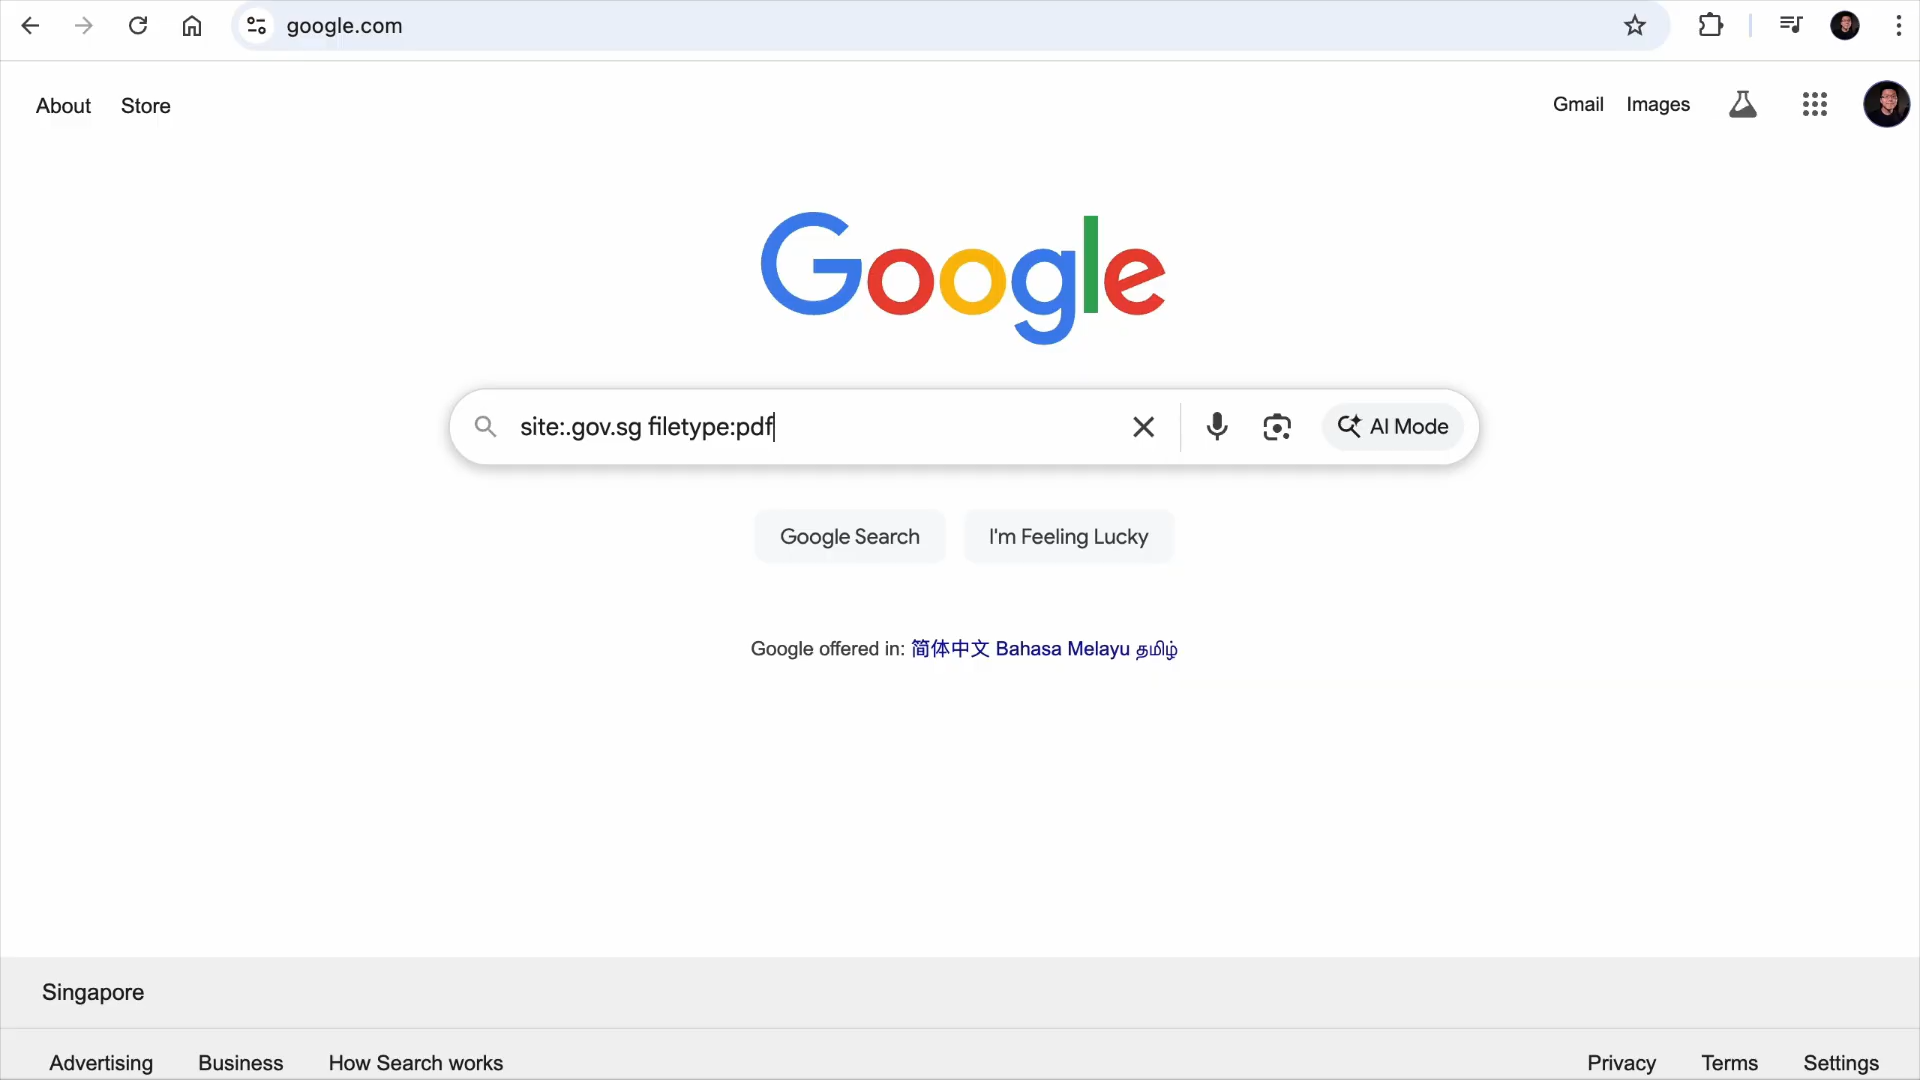 google.com
About Store
Gmail Images
Google
site:.gov.sg filetype:pdf
AI Mode
Google Search I'm Feeling Lucky
Google offered in: 简体中文 Bahasa Melayu தமிழ்
Singapore
Advertising Business How Search works
Privacy Terms Settings